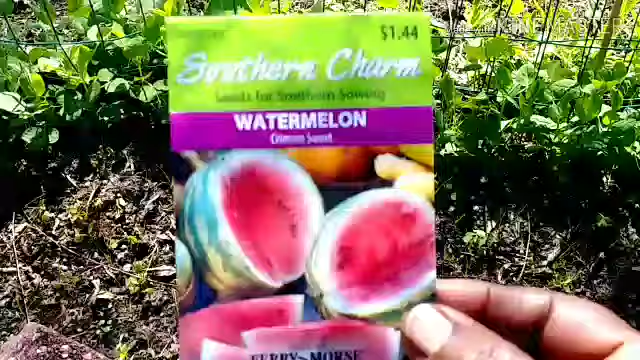 $1.44
Southern Charm
Seeds for Southern Sowing
WATERMELON
Crimson Sweet
FERRY-MORSE